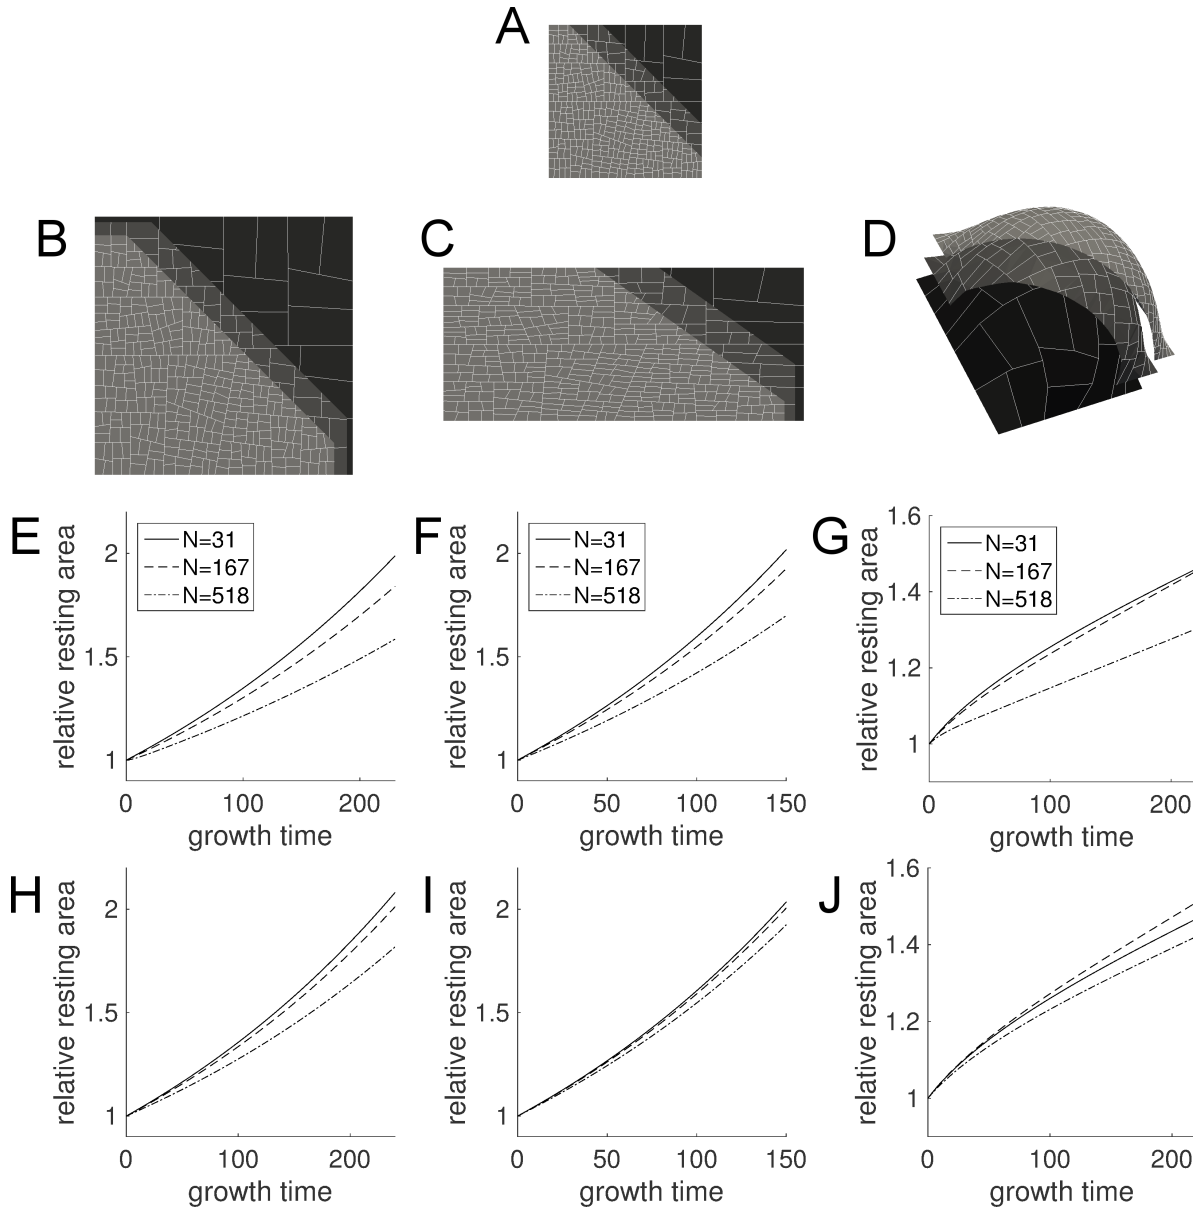 A
B
C
D
E
relative resting area
2
1.5
1
N=31
N=167
N=518
0
100
200
growth time
F
relative resting area
2
1.5
1
N=31
N=167
N=518
0
50
100
150
growth time
G
relative resting area
1.6
1.4
1.2
1
N=31
N=167
N=518
0
100
200
growth time
H
relative resting area
2
1.5
1
0
100
200
growth time
I
relative resting area
2
1.5
1
0
50
100
150
growth time
J
relative resting area
1.6
1.4
1.2
1
0
100
200
growth time